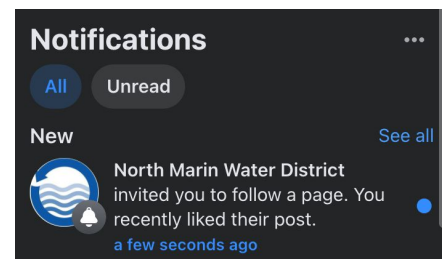 Notifications
All
Unread
New
See all
North Marin Water District
invited you to follow a page. You
recently liked their post.
a few seconds ago